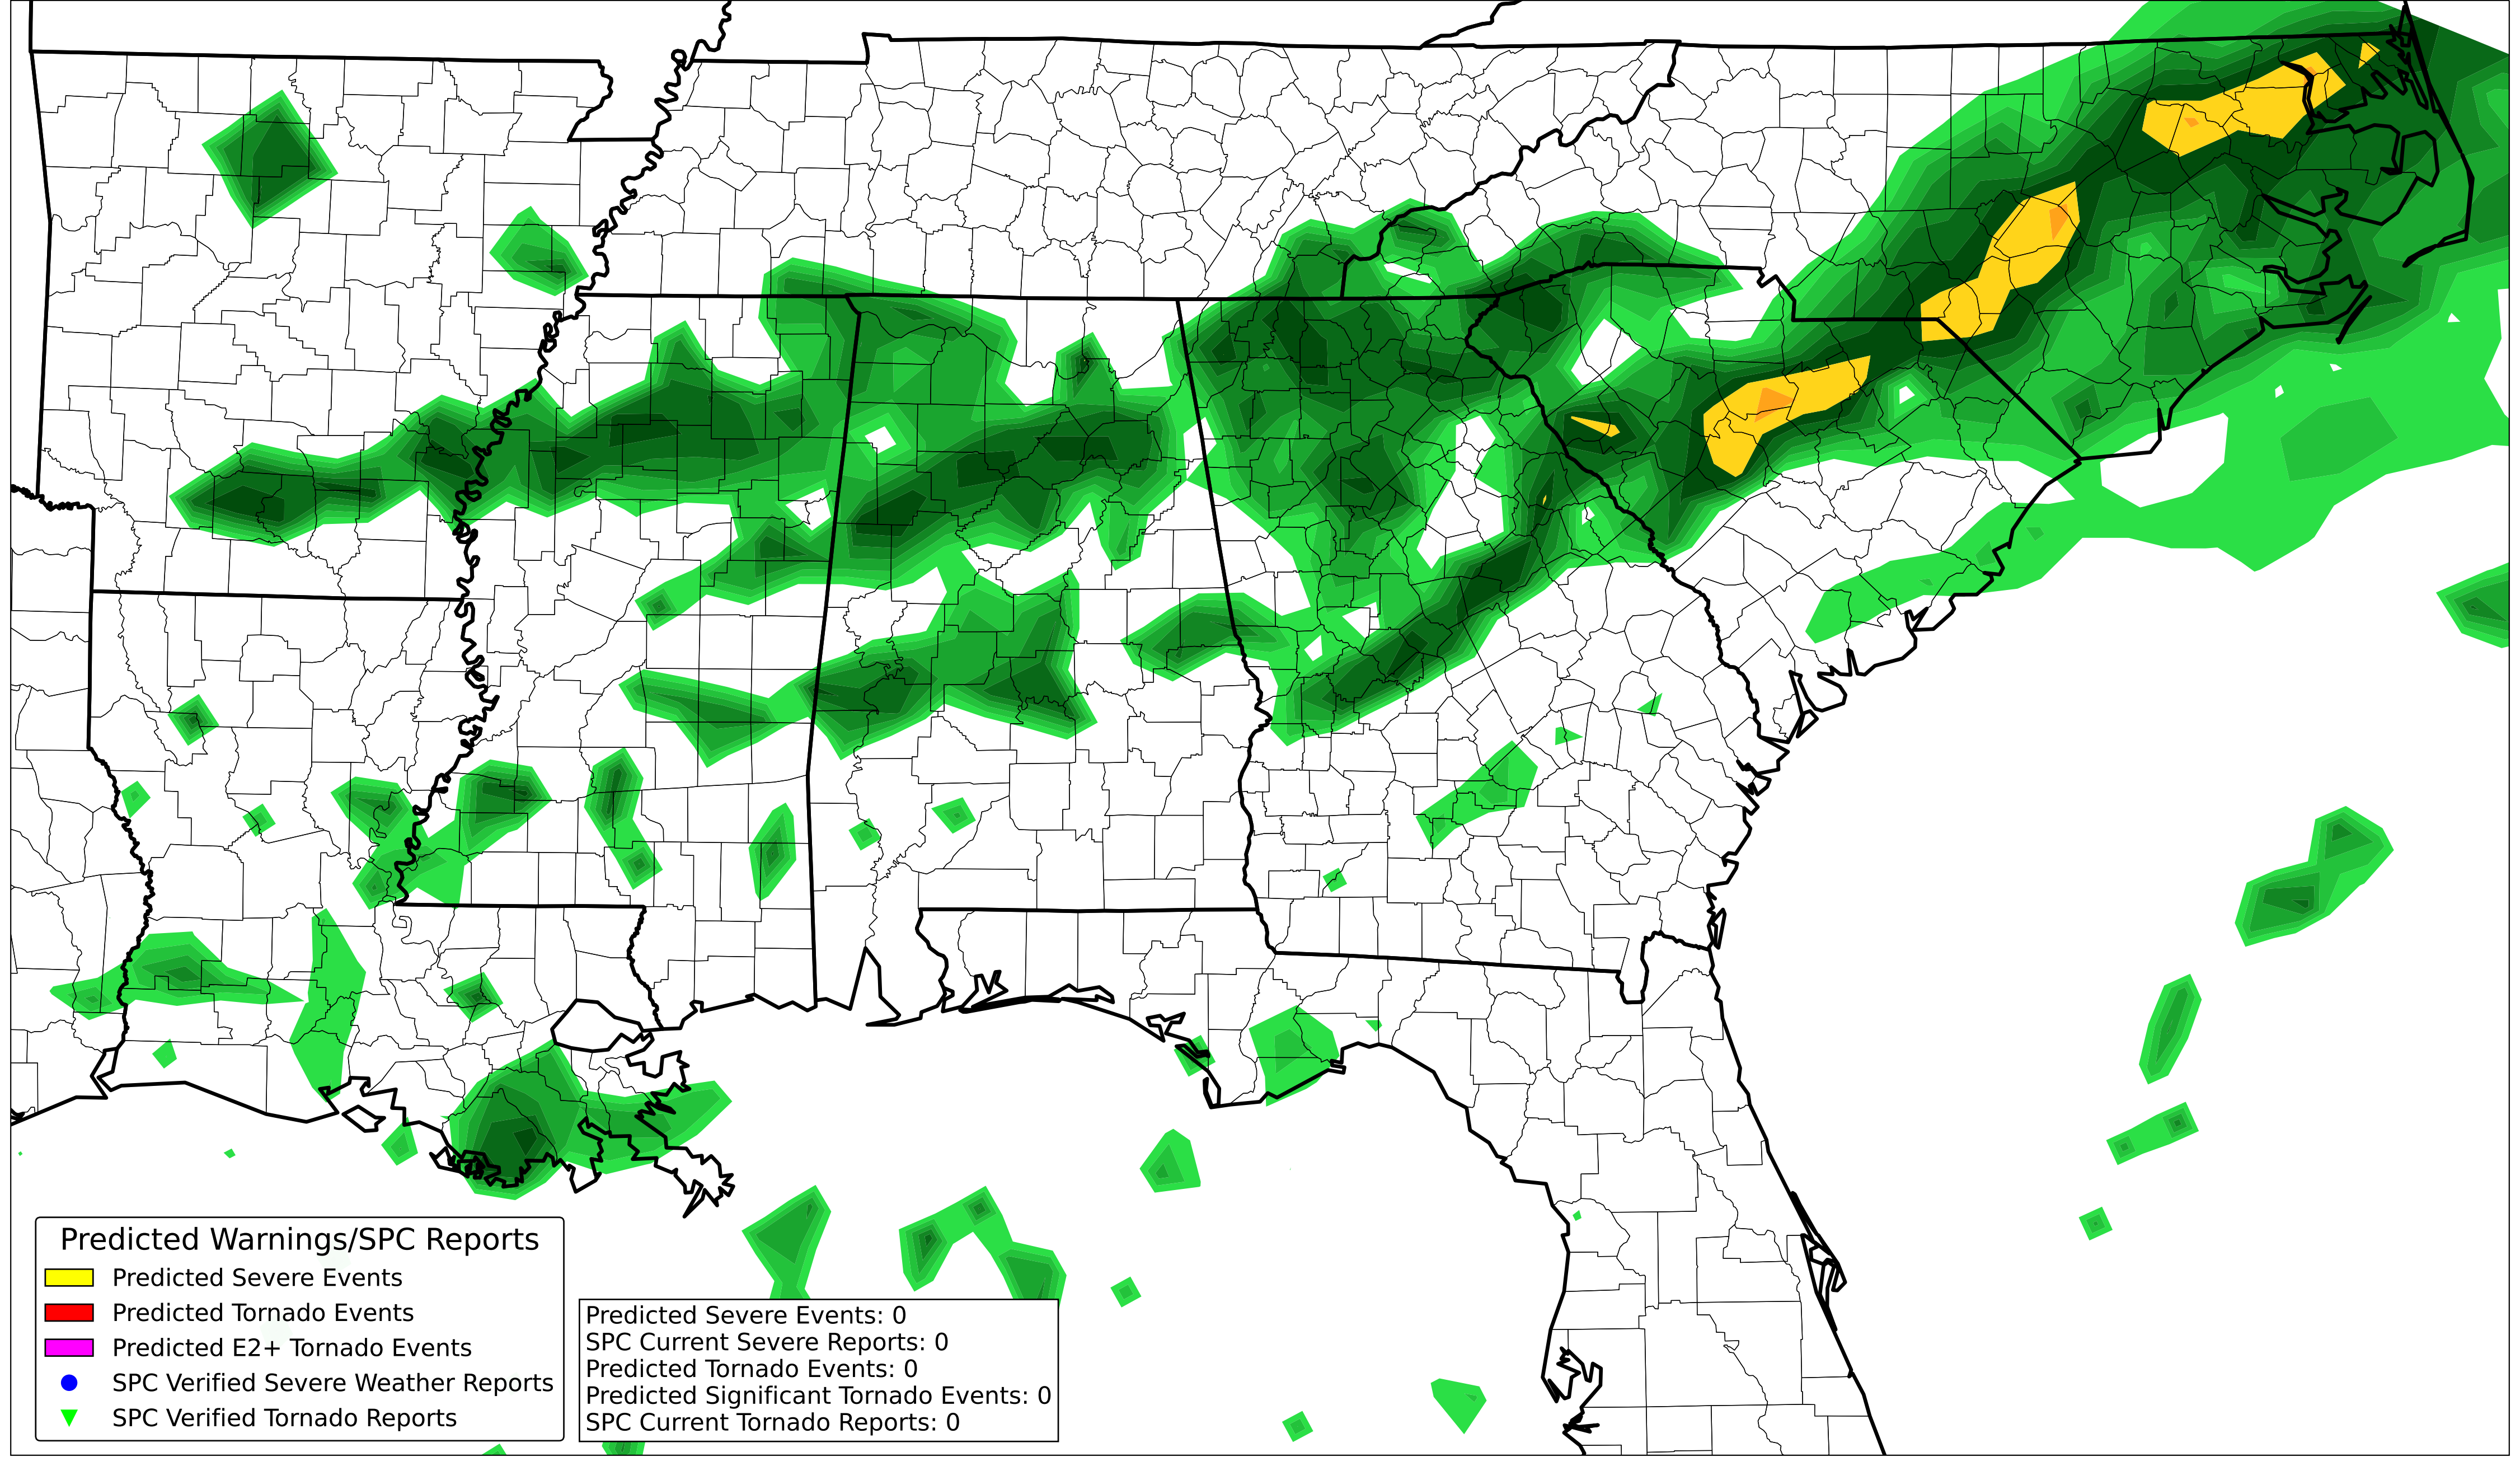 Predicted Warnings/SPC Reports
Predicted Severe Events
Predicted Tornado Events
Predicted E2+ Tornado Events
SPC Verified Severe Weather Reports
SPC Verified Tornado Reports
Predicted Severe Events: 0
SPC Current Severe Reports: 0
Predicted Tornado Events: 0
Predicted Significant Tornado Events: 0
SPC Current Tornado Reports: 0